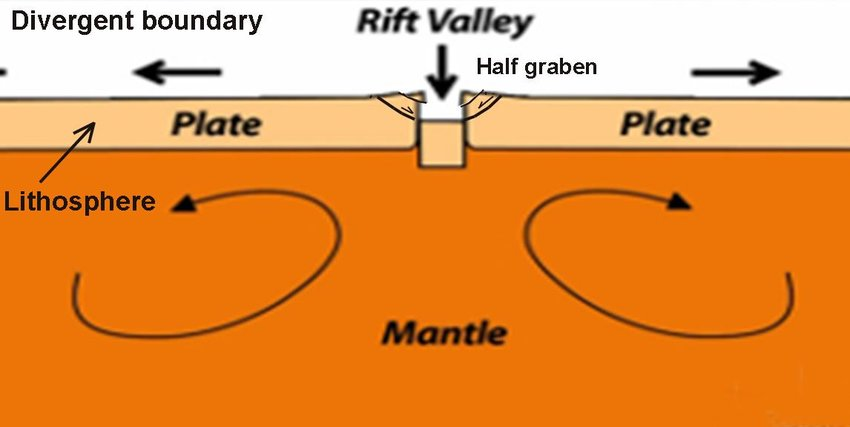 Divergent boundary
Rift Valley
Half graben
Plate
Plate
Lithosphere
Mantle